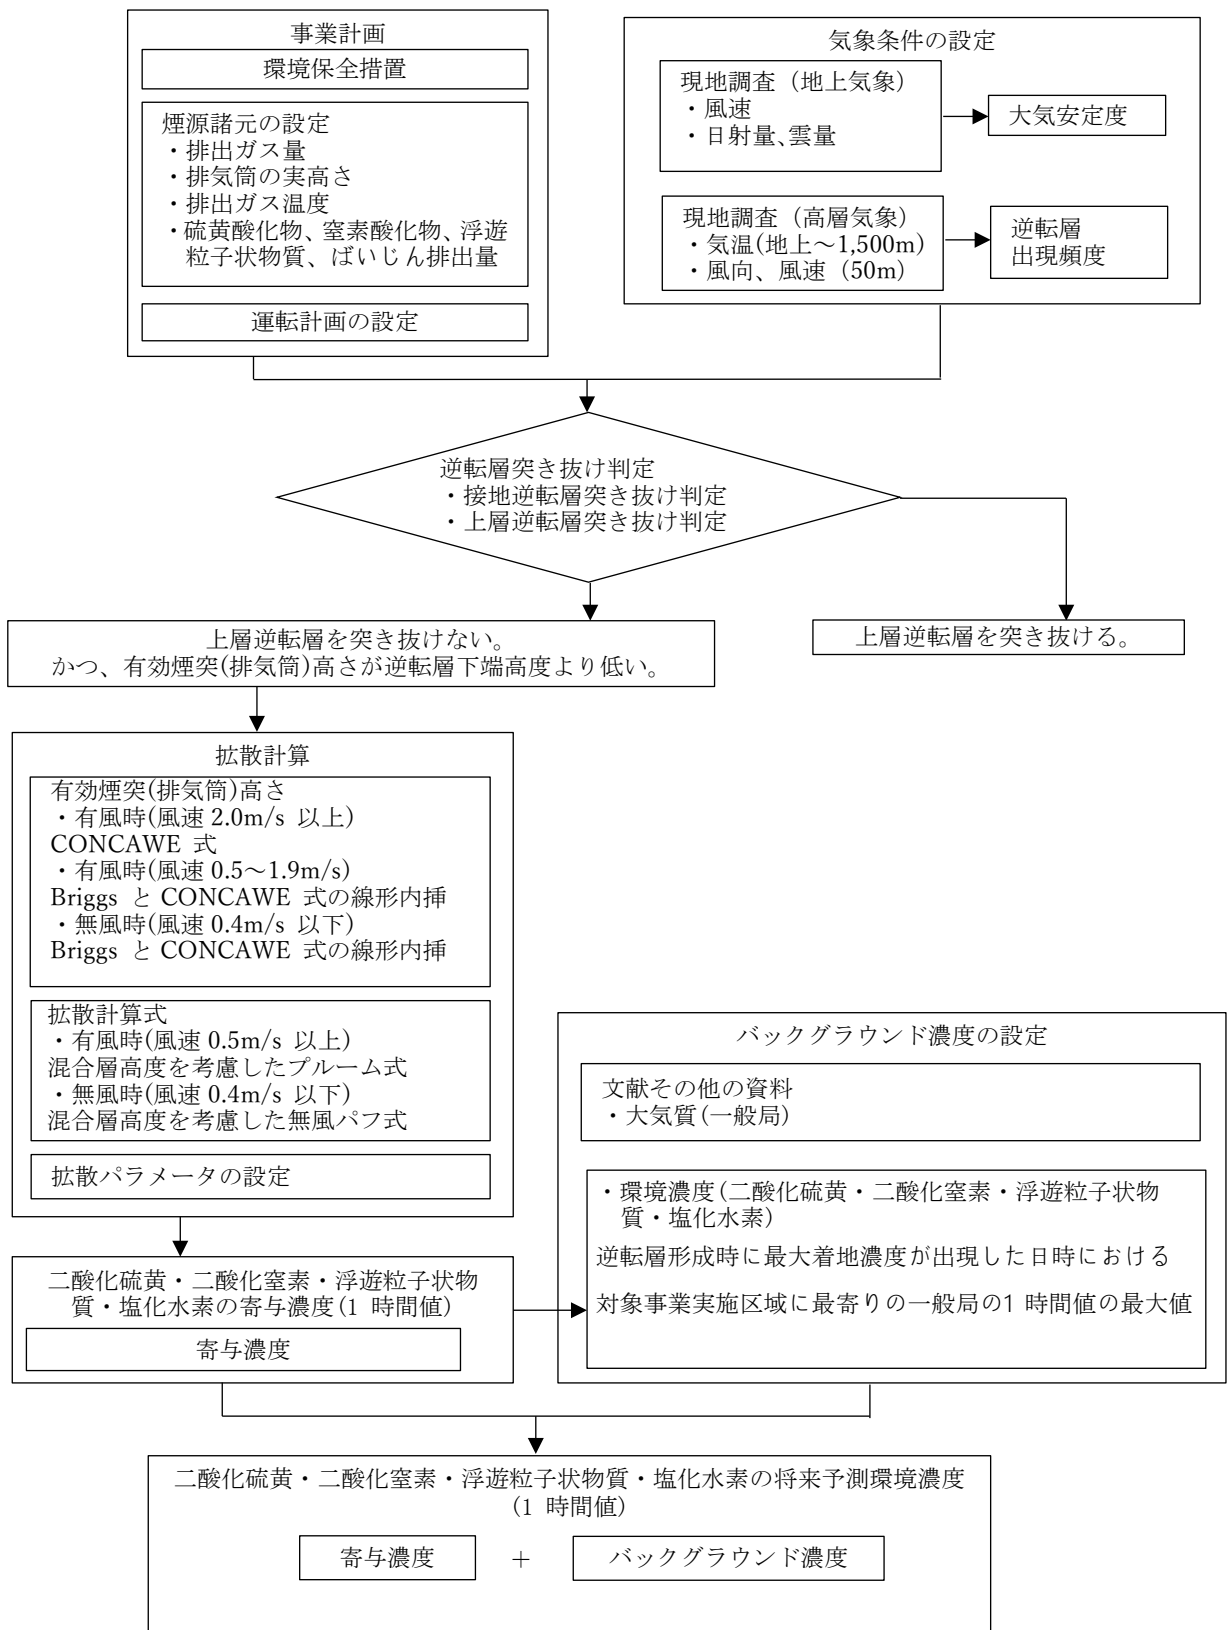 事業計画
環境保全措置
煙源諸元の設定
・排出ガス量
・排気筒の実高さ
・排出ガス温度
・硫黄酸化物、窒素酸化物、浮遊
粒子状物質、ばいじん排出量
運転計画の設定
気象条件の設定
現地調査（地上気象）
・風速
・日射量、雲量
大気安定度
現地調査（高層気象）
・気温(地上～1,500m)
・風向、風速（50m）
逆転層
出現頻度
逆転層突き抜け判定
・接地逆転層突き抜け判定
・上層逆転層突き抜け判定
上層逆転層を突き抜けない。
かつ、有効煙突(排気筒)高さが逆転層下端高度より低い。
上層逆転層を突き抜ける。
拡散計算
有効煙突(排気筒)高さ
・有風時(風速 2.0m/s 以上)
CONCAWE 式
・有風時(風速 0.5～1.9m/s)
Briggs と CONCAWE 式の線形内挿
・無風時(風速 0.4m/s 以下)
Briggs と CONCAWE 式の線形内挿
拡散計算式
・有風時(風速 0.5m/s 以上)
混合層高度を考慮したプルーム式
・無風時(風速 0.4m/s 以下)
混合層高度を考慮した無風パフ式
拡散パラメータの設定
バックグラウンド濃度の設定
文献その他の資料
・大気質(一般局)
・環境濃度(二酸化硫黄・二酸化窒素・浮遊粒子状物
質・塩化水素)
逆転層形成時に最大着地濃度が出現した日時における
対象事業実施区域に最寄りの一般局の1 時間値の最大値
二酸化硫黄・二酸化窒素・浮遊粒子状物
質・塩化水素の寄与濃度(1 時間値)
寄与濃度
二酸化硫黄・二酸化窒素・浮遊粒子状物質・塩化水素の将来予測環境濃度
(1 時間値)
寄与濃度 + バックグラウンド濃度